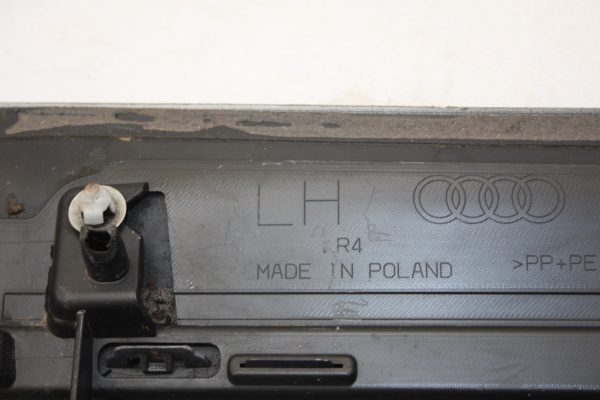 LH
R4
MADE IN POLAND
>PP+PE